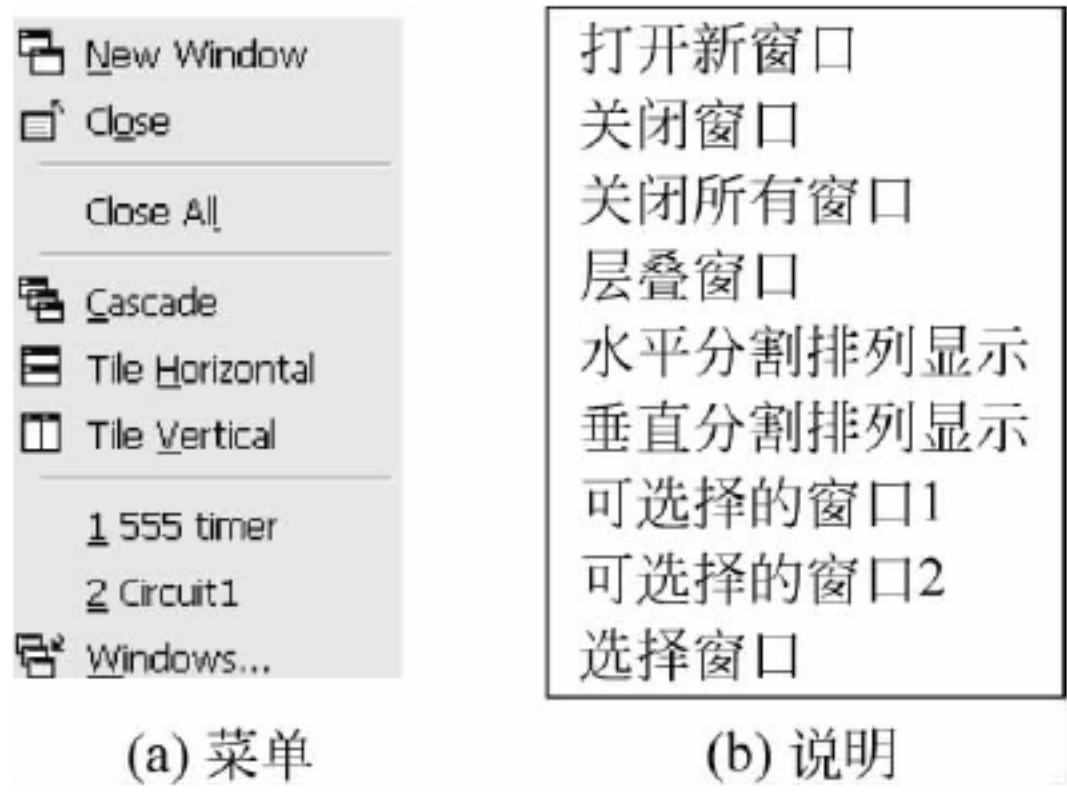 New Window
Close
Close All
Cascade
Tile Horizontal
Tile Vertical
1 555 timer
2 Circuit1
Windows...
(a) 菜单
打开新窗口
关闭窗口
关闭所有窗口
层叠窗口
水平分割排列显示
垂直分割排列显示
可选择的窗口1
可选择的窗口2
选择窗口
(b) 说明